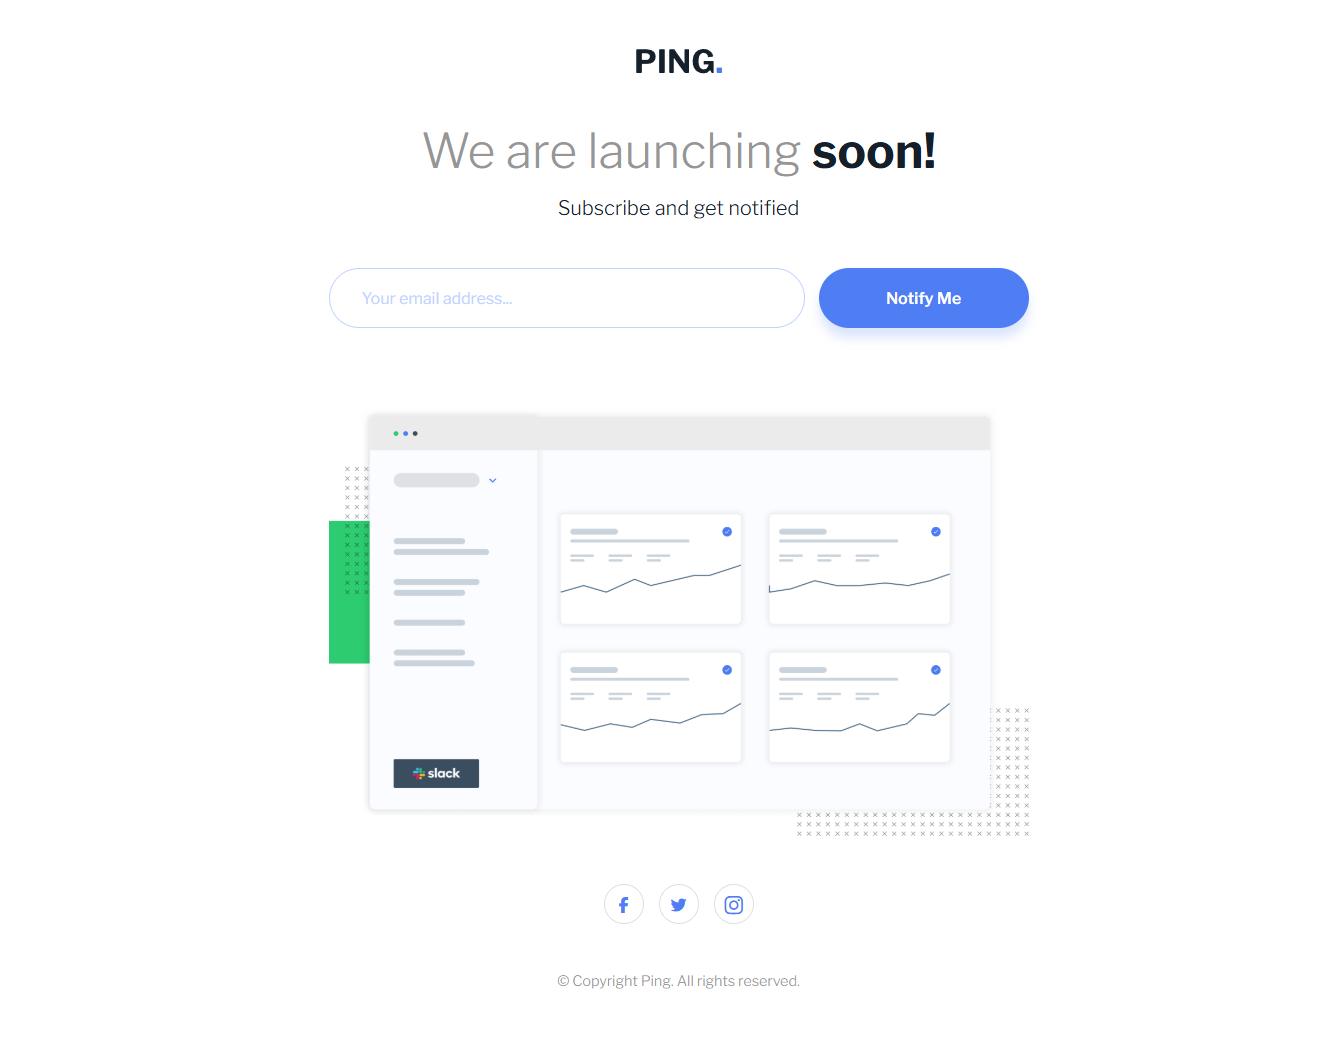 PING.
We are launching soon!
Subscribe and get notified
Your email address...
Notify Me
slack
© Copyright Ping. All rights reserved.